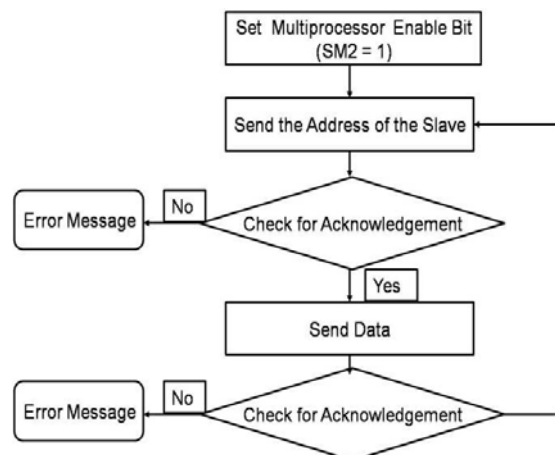 Set Multiprocessor Enable Bit
(SM2 = 1)
Send the Address of the Slave
No
Error Message
Check for Acknowledgement
Yes
Send Data
No
Error Message
Check for Acknowledgement